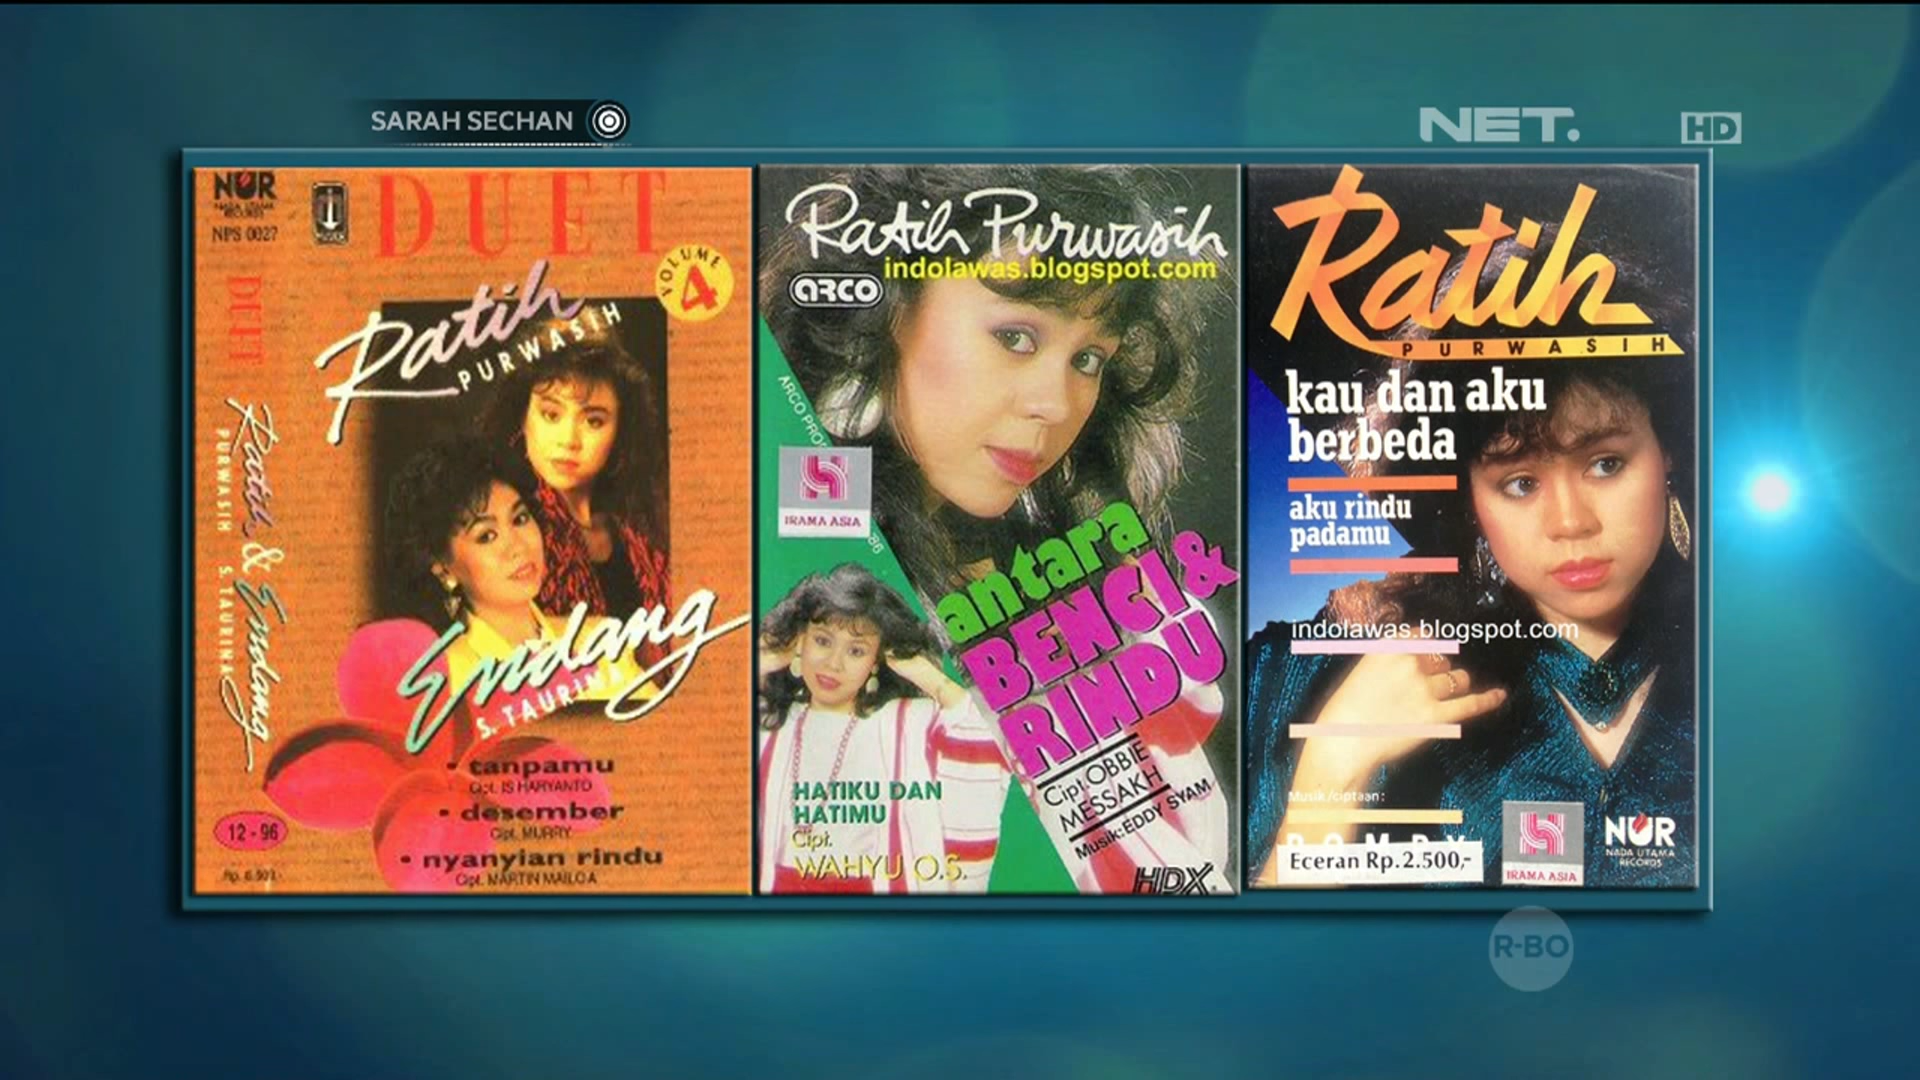 SARAH SECHAN
NET.
HD
NUR
NADA UTAMA
RECORDS
NPS 0027
DUET
VOLUME
4
Ratih
PURWASIH
Endang
S. TAURINA
• tanpamu
Cipt. IS HARYANTO
• desember
Cipt. MURRY
• nyanyian rindu
Cipt. MARTIN MAILOA
12 - 96
DUET
Ratih & Endang
PURWASIH S. TAURINA
Ratih Purwasih
indolawas.blogspot.com
ARCO
IRAMA ASIA
antara
BENCI &
RINDU
Cipt. OBBIE
MESSAKH
Musik: EDDY SYAM
HATIKU DAN
HATIMU
Cipt.
WAHYU O.S.
HDX
Ratih
PURWASIH
kau dan aku
berbeda
aku rindu
padamu
indolawas.blogspot.com
Musik/ciptaan:
Eceran Rp.2.500,-
IRAMA ASIA
NUR
NADA UTAMA
RECORDS
R-BO